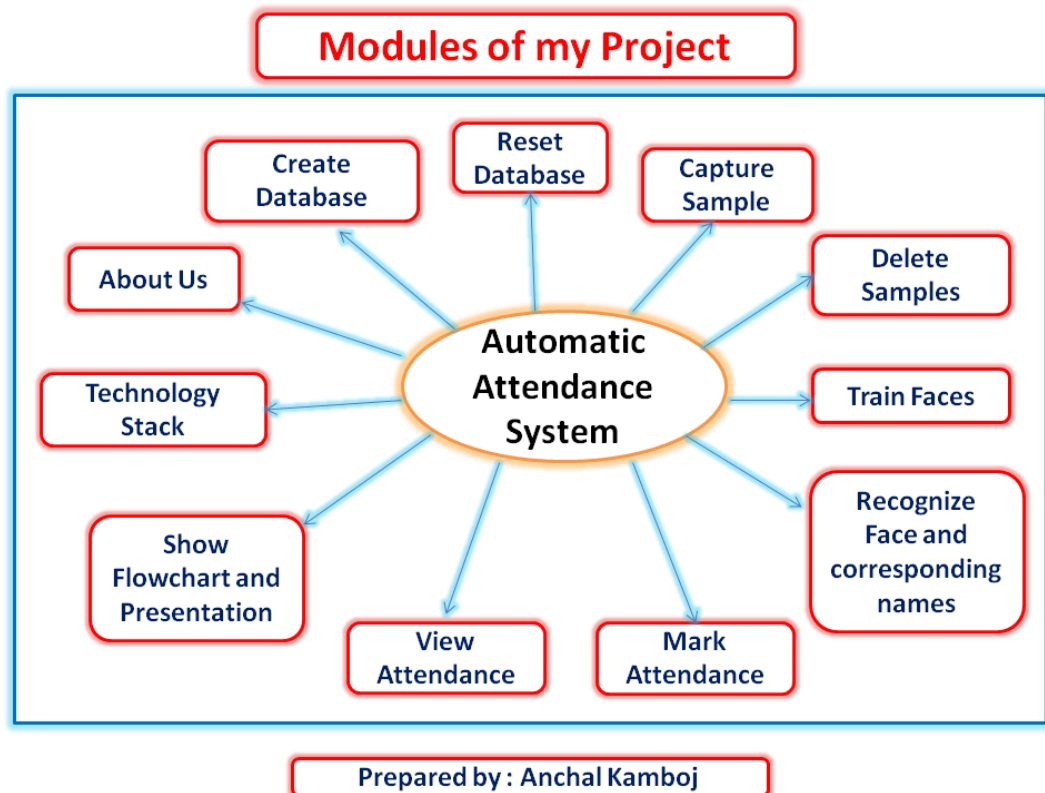 Modules of my Project
Reset
Database
Create
Database
Capture
Sample
About Us
Delete
Samples
Automatic
Attendance
System
Technology
Stack
Train Faces
Recognize
Face and
corresponding
names
Show
Flowchart and
Presentation
View
Attendance
Mark
Attendance
Prepared by : Anchal Kamboj